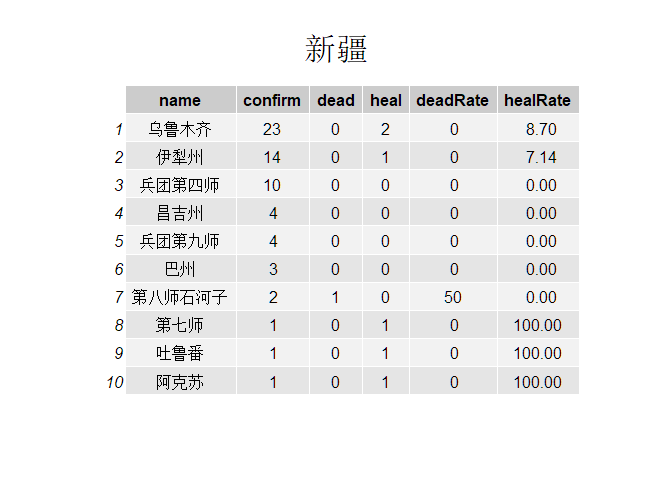 新疆
name confirm dead heal deadRate healRate
1 乌鲁木齐 23 0 2 0 8.70
2 伊犁州 14 0 1 0 7.14
3 兵团第四师 10 0 0 0 0.00
4 昌吉州 4 0 0 0 0.00
5 兵团第九师 4 0 0 0 0.00
6 巴州 3 0 0 0 0.00
7 第八师石河子 2 1 0 50 0.00
8 第七师 1 0 1 0 100.00
9 吐鲁番 1 0 1 0 100.00
10 阿克苏 1 0 1 0 100.00